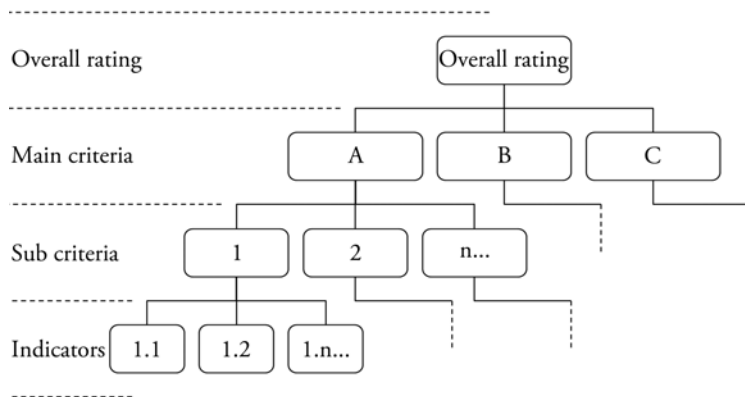 Overall rating
Overall rating
Main criteria
A
B
C
Sub criteria
1
2
n...
Indicators
1.1
1.2
1.n...